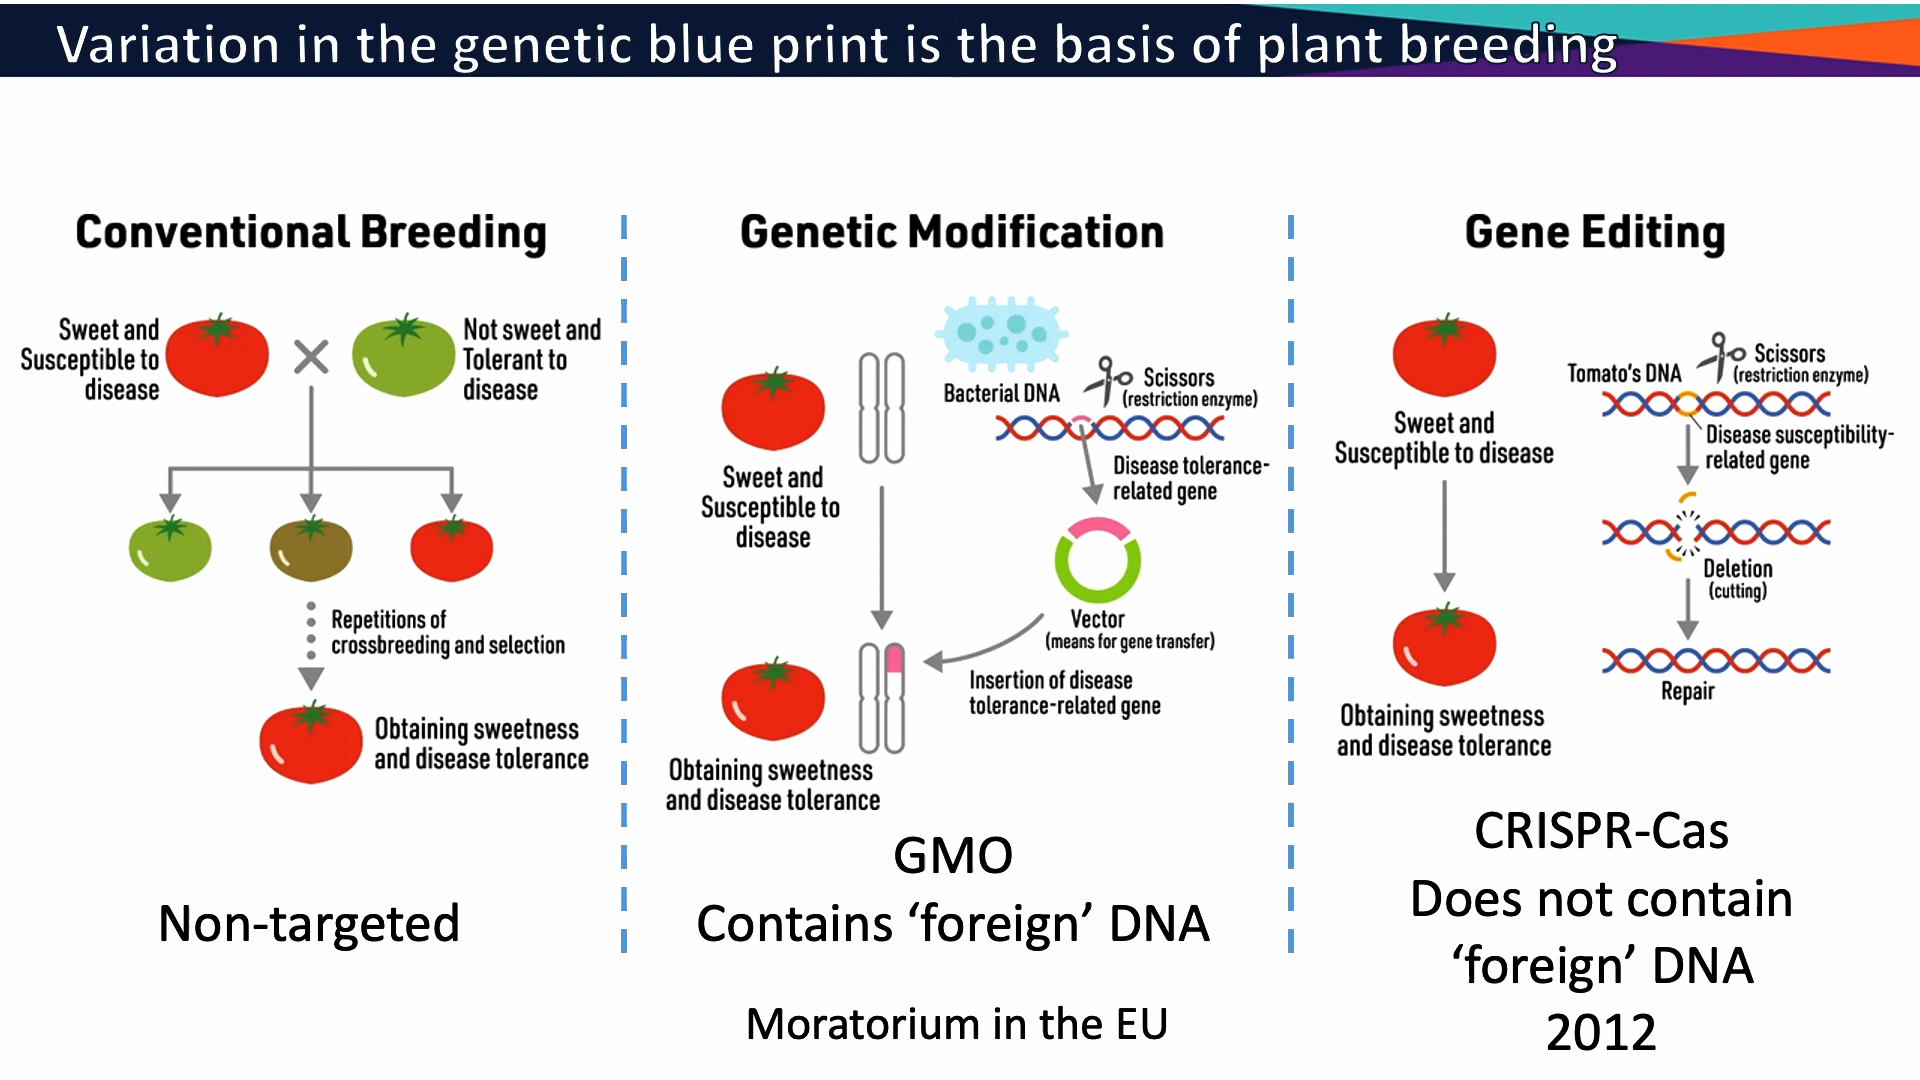 Variation in the genetic blue print is the basis of plant breeding
Conventional Breeding
Sweet and
Susceptible to
disease
Not sweet and
Tolerant to
disease
Repetitions of
crossbreeding and selection
Obtaining sweetness
and disease tolerance
Non-targeted
Genetic Modification
Bacterial DNA
Scissors
(restriction enzyme)
Sweet and
Susceptible to
disease
Disease tolerance-
related gene
Vector
(means for gene transfer)
Insertion of disease
tolerance-related gene
Obtaining sweetness
and disease tolerance
GMO
Contains ‘foreign’ DNA
Moratorium in the EU
Gene Editing
Sweet and
Susceptible to disease
Tomato's DNA
Scissors
(restriction enzyme)
Disease susceptibility-
related gene
Deletion
(cutting)
Repair
Obtaining sweetness
and disease tolerance
CRISPR-Cas
Does not contain
‘foreign’ DNA
2012